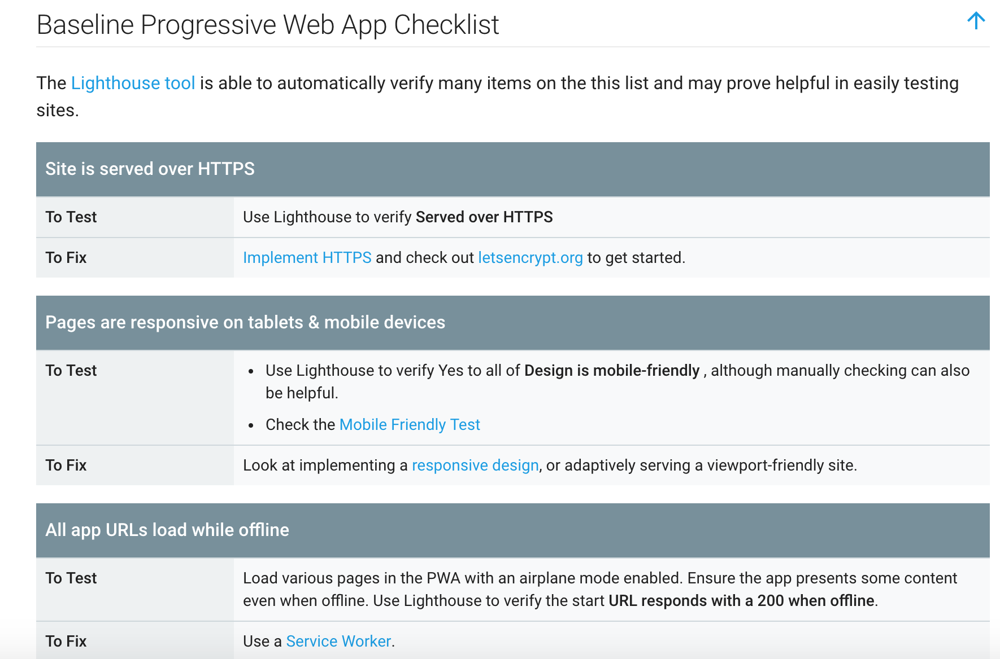 Baseline Progressive Web App Checklist
The Lighthouse tool is able to automatically verify many items on the this list and may prove helpful in easily testing
sites.
Site is served over HTTPS
To Test
Use Lighthouse to verify Served over HTTPS
To Fix
Implement HTTPS and check out letsencrypt.org to get started.
Pages are responsive on tablets & mobile devices
To Test
• Use Lighthouse to verify Yes to all of Design is mobile-friendly , although manually checking can also
be helpful.
• Check the Mobile Friendly Test
To Fix
Look at implementing a responsive design, or adaptively serving a viewport-friendly site.
All app URLs load while offline
To Test
Load various pages in the PWA with an airplane mode enabled. Ensure the app presents some content
even when offline. Use Lighthouse to verify the start URL responds with a 200 when offline.
To Fix
Use a Service Worker.